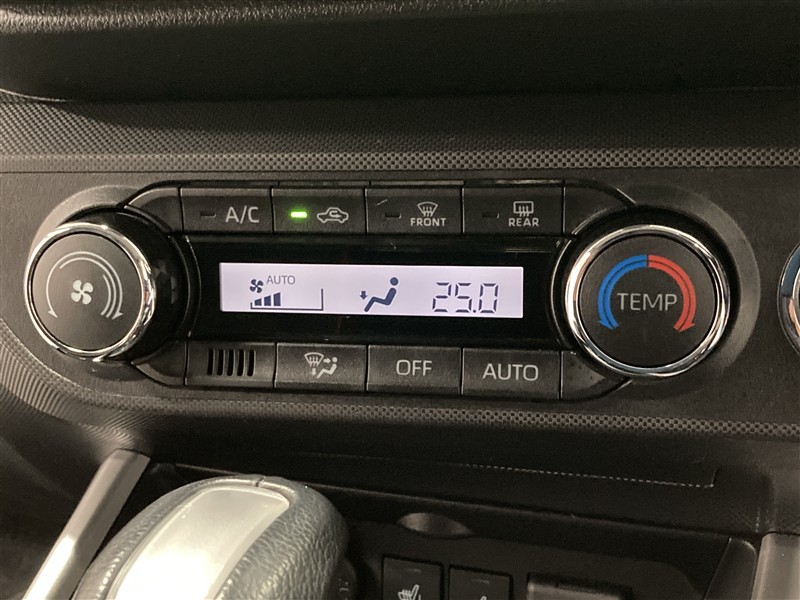 A/C
FRONT
REAR
AUTO
25.0
TEMP
OFF
AUTO